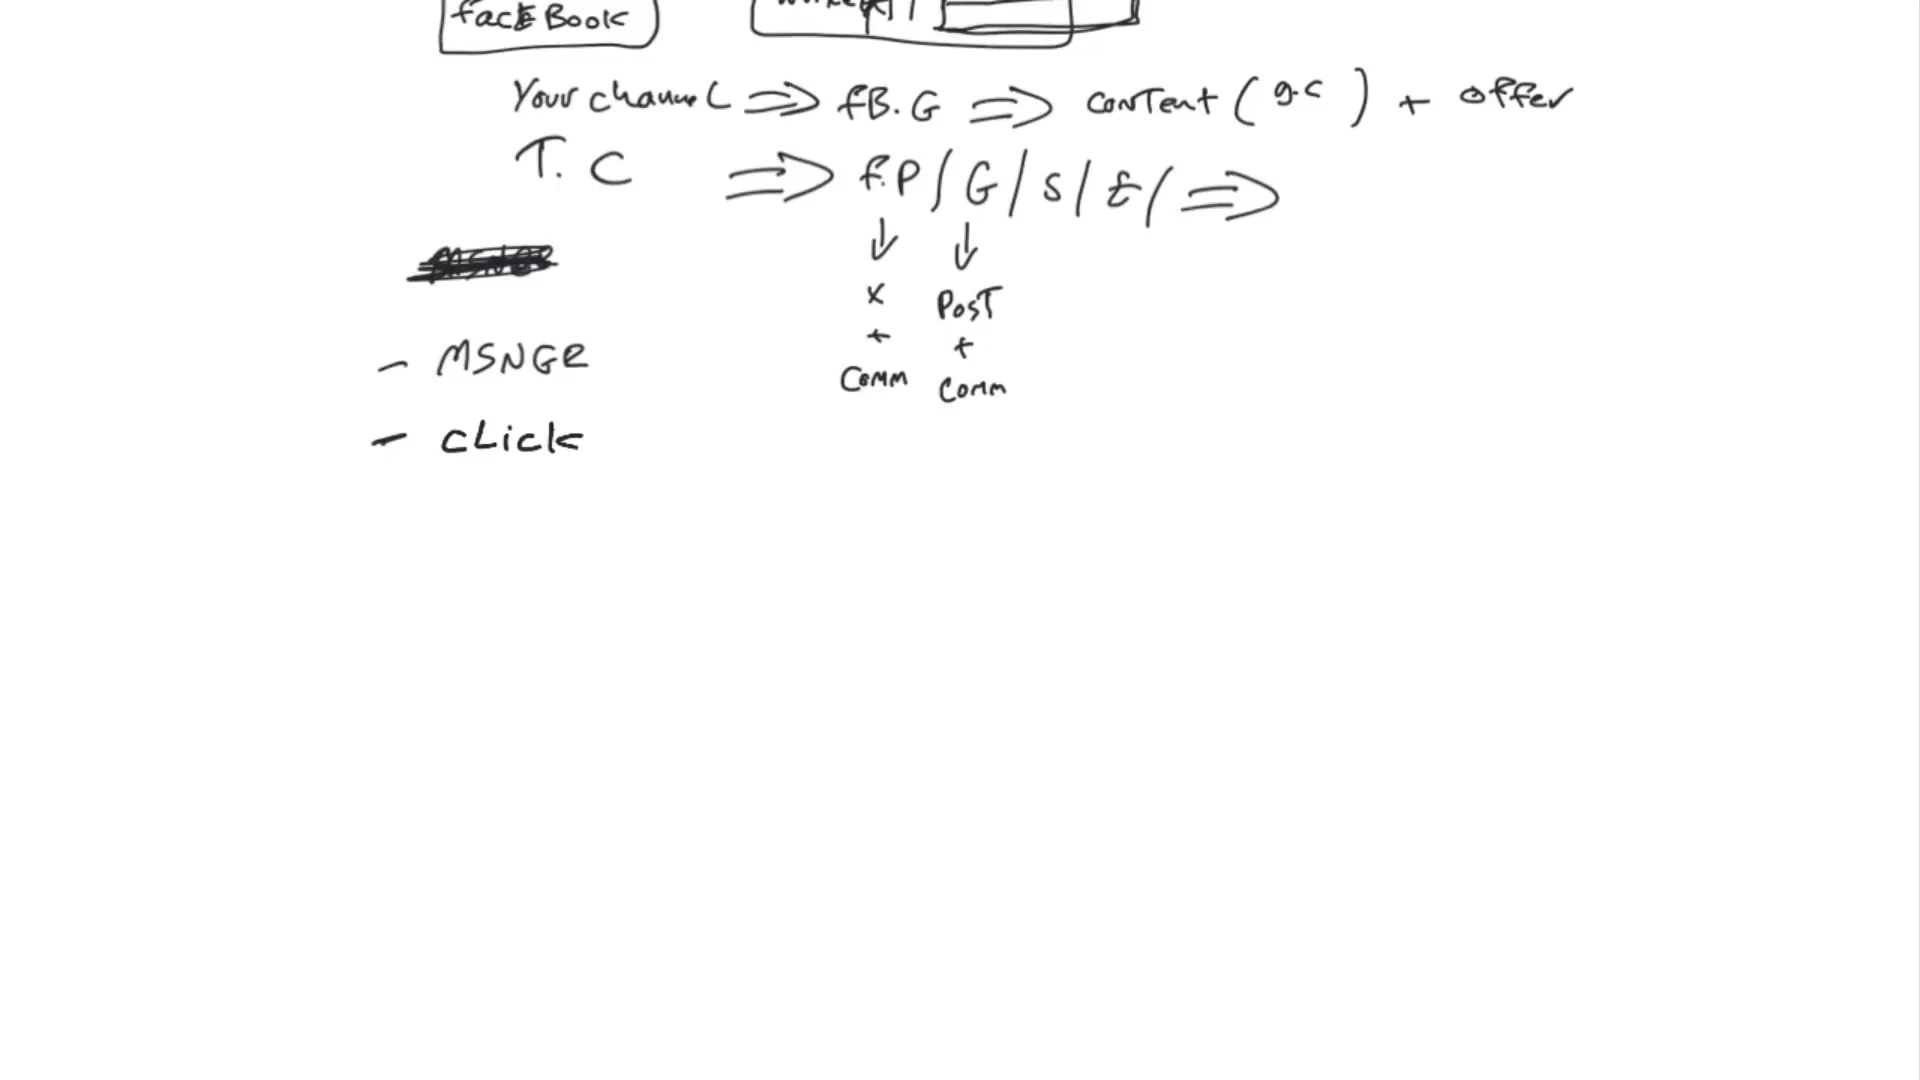 faceBook
Your channel ⇒ fB.G ⇒ conTent ( g.c ) + offer
T. C ⇒ f.P / G / S / E / ⇒
↓ ↓
x PosT
+ +
Comm Comm
- MSNGR
- cLick